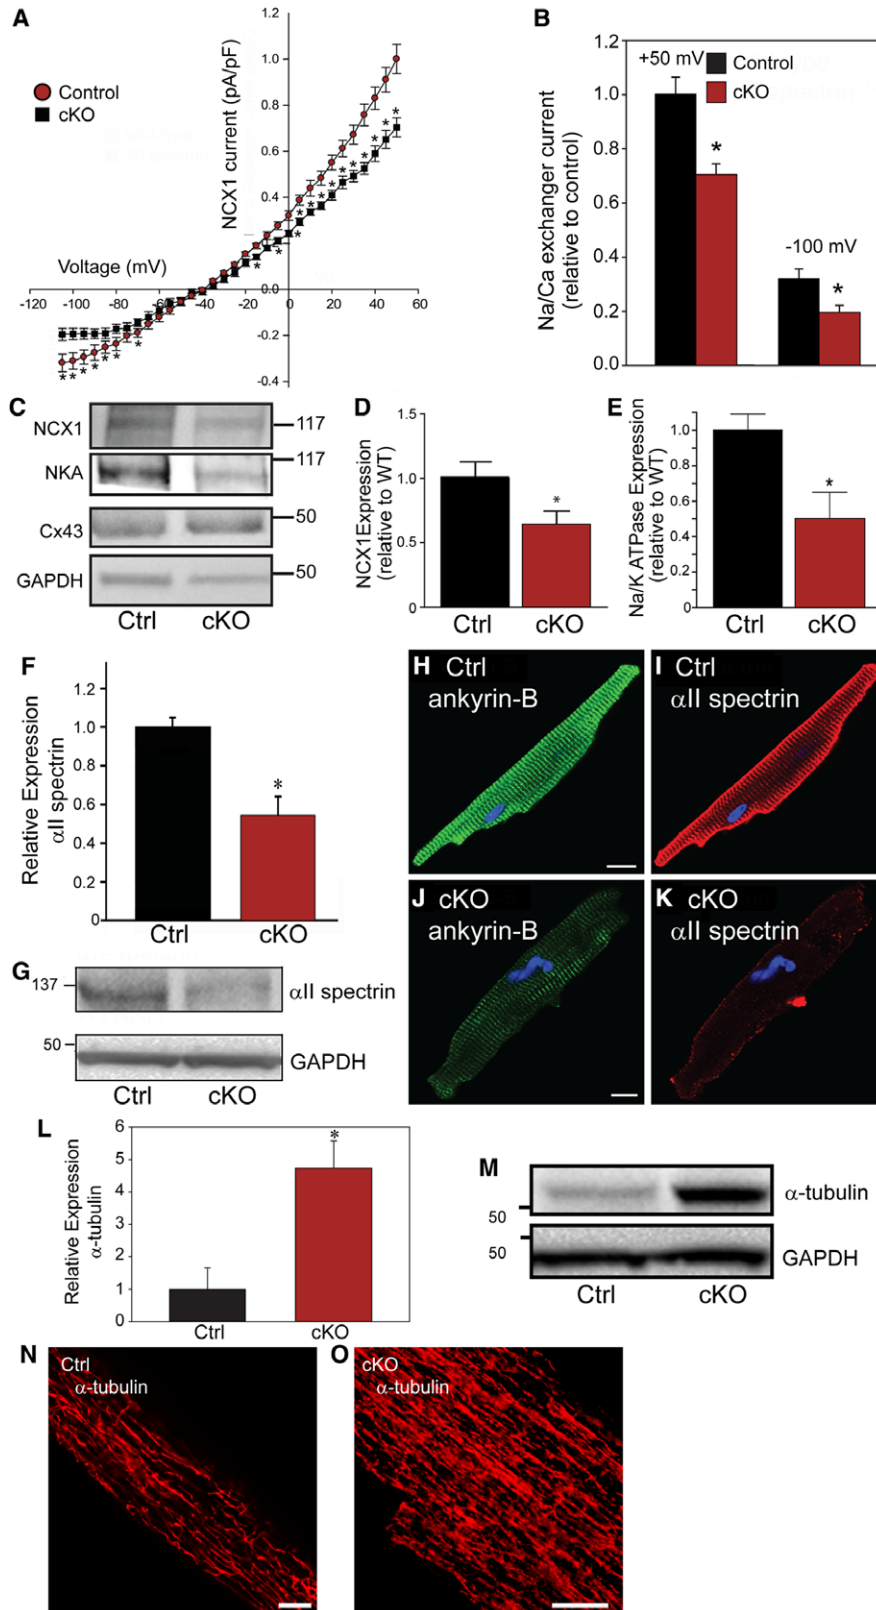 A
NCX1 current (pA/pF)
Control
cKO
1.2
1.0
0.8
0.4
0.0
-0.2
-0.4
Voltage (mV)
-120 -100 -80 -60 -40 -20 0 20 40 60
* * * * * * * * * * * * *
* * * * * * * *
B
Na/Ca exchanger current
(relative to control)
1.2
1.0
0.8
0.6
0.4
0.2
0.0
+50 mV
Control
cKO
*
-100 mV
*
C
NCX1
117
NKA
117
Cx43
50
GAPDH
50
Ctrl cKO
D
NCX1Expression
(relative to WT)
1.5
1.0
0.5
0
*
Ctrl cKO
E
Na/K ATPase Expression
(relative to WT)
1.0
0.8
0.6
0.4
0
*
Ctrl cKO
F
Relative Expression
αII spectrin
1.2
1.0
0.8
0.6
0.4
0.2
0
*
Ctrl cKO
G
137
αII spectrin
50
GAPDH
Ctrl cKO
H Ctrl
ankyrin-B
I Ctrl
αII spectrin
J cKO
ankyrin-B
K cKO
αII spectrin
L
Relative Expression
α-tubulin
6
5
4
3
2
1
0
*
Ctrl cKO
M
α-tubulin
50
50
GAPDH
Ctrl cKO
N
Ctrl
α-tubulin
O
cKO
α-tubulin